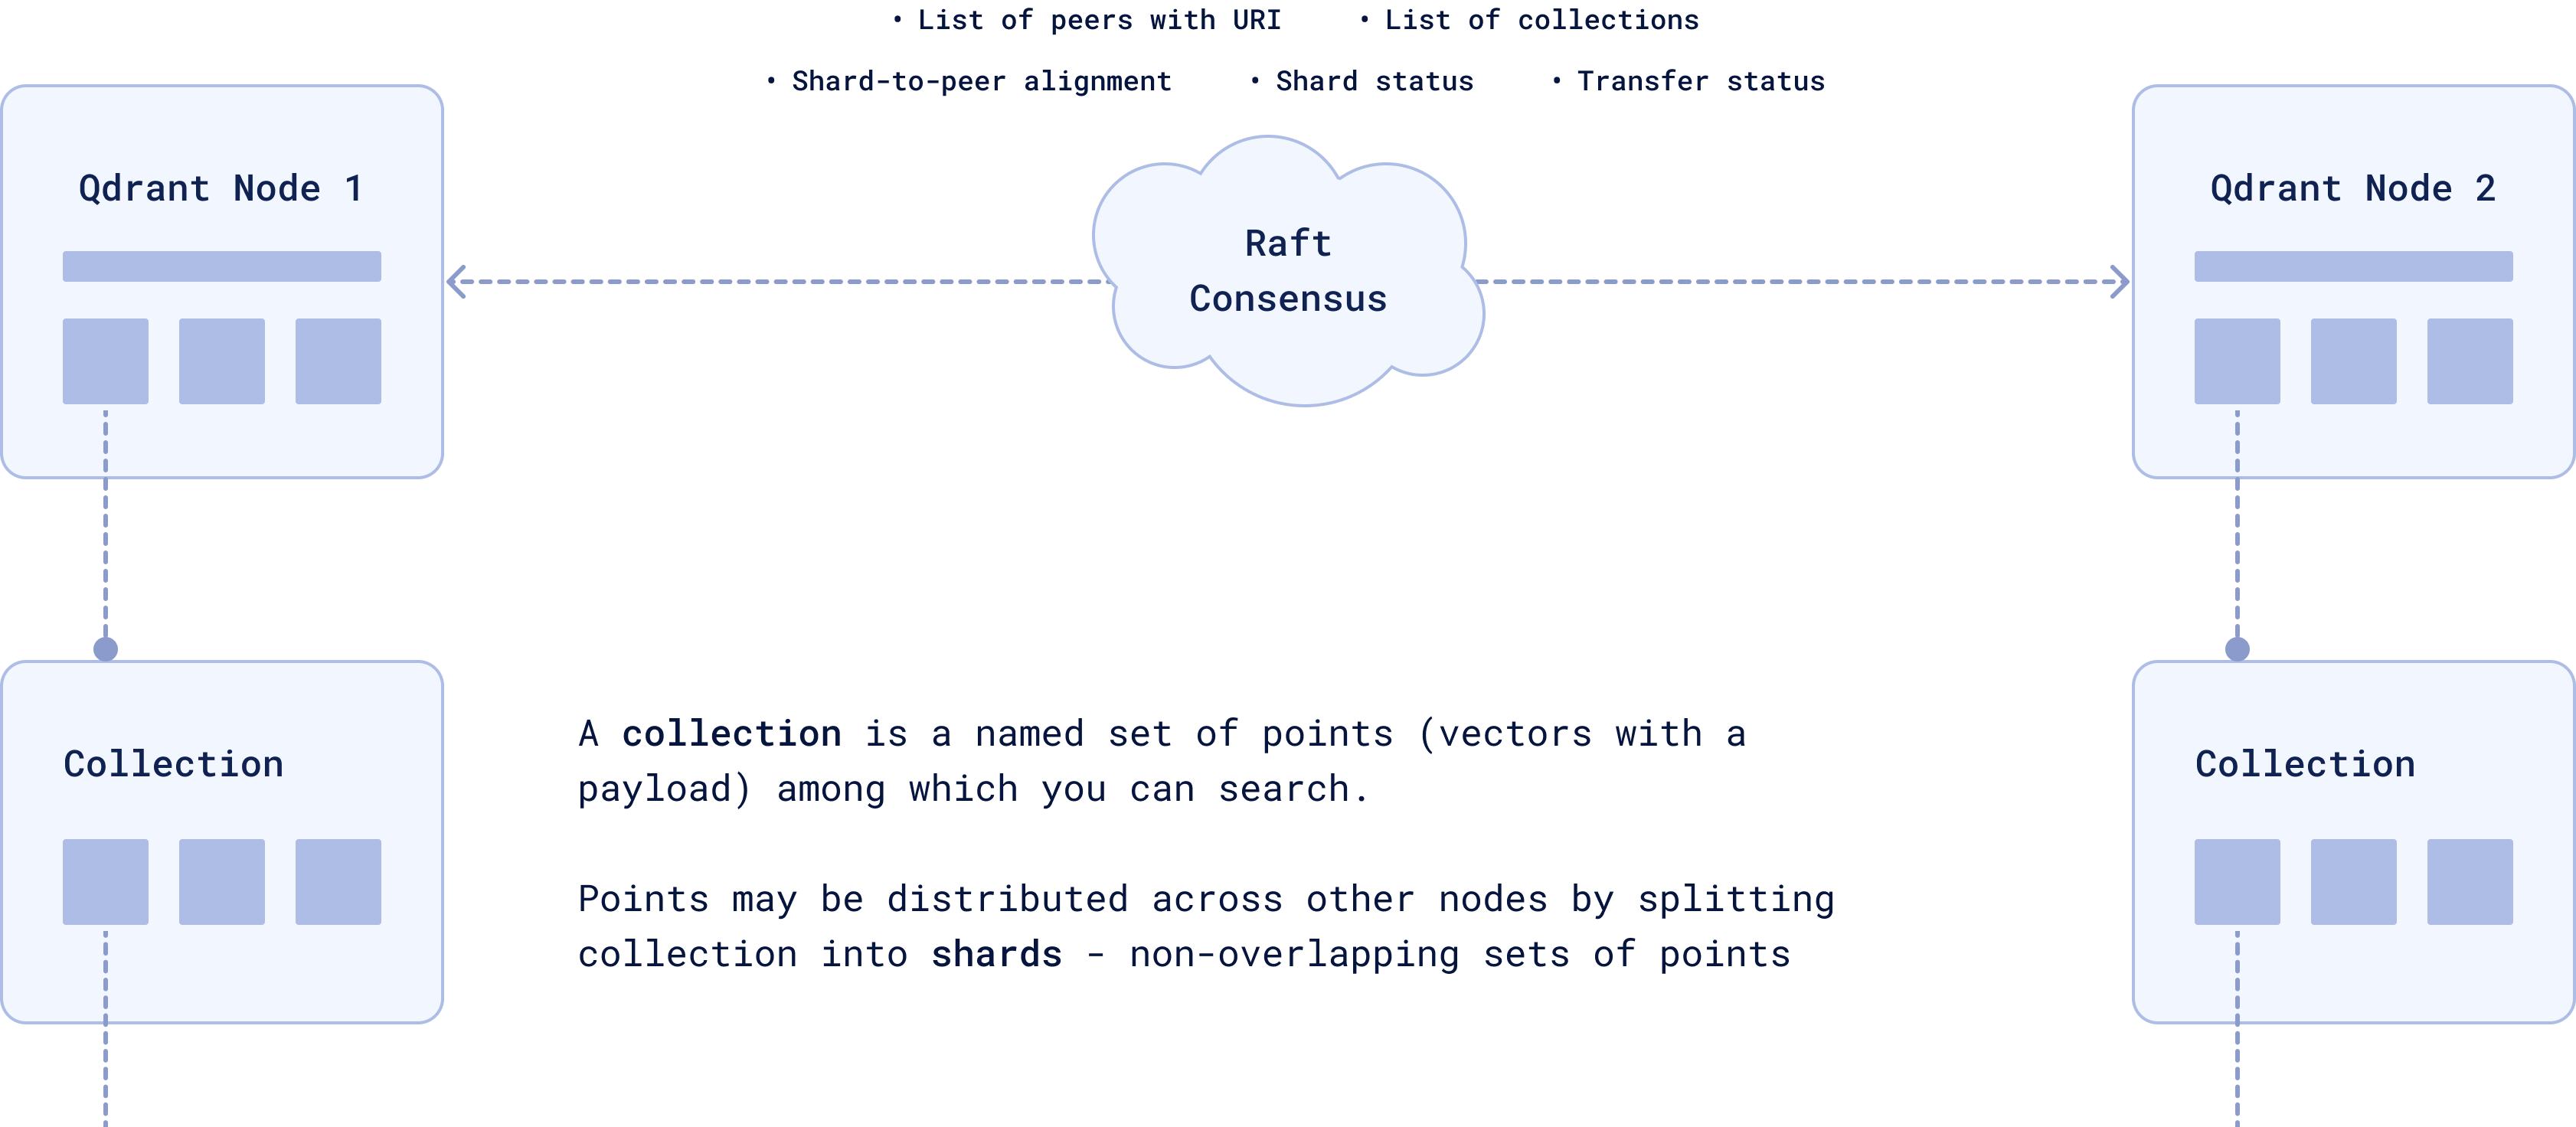 • List of peers with URI • List of collections
• Shard-to-peer alignment • Shard status • Transfer status
Qdrant Node 1
Raft
Consensus
Qdrant Node 2
Collection
A collection is a named set of points (vectors with a
payload) among which you can search.
Points may be distributed across other nodes by splitting
collection into shards - non-overlapping sets of points
Collection